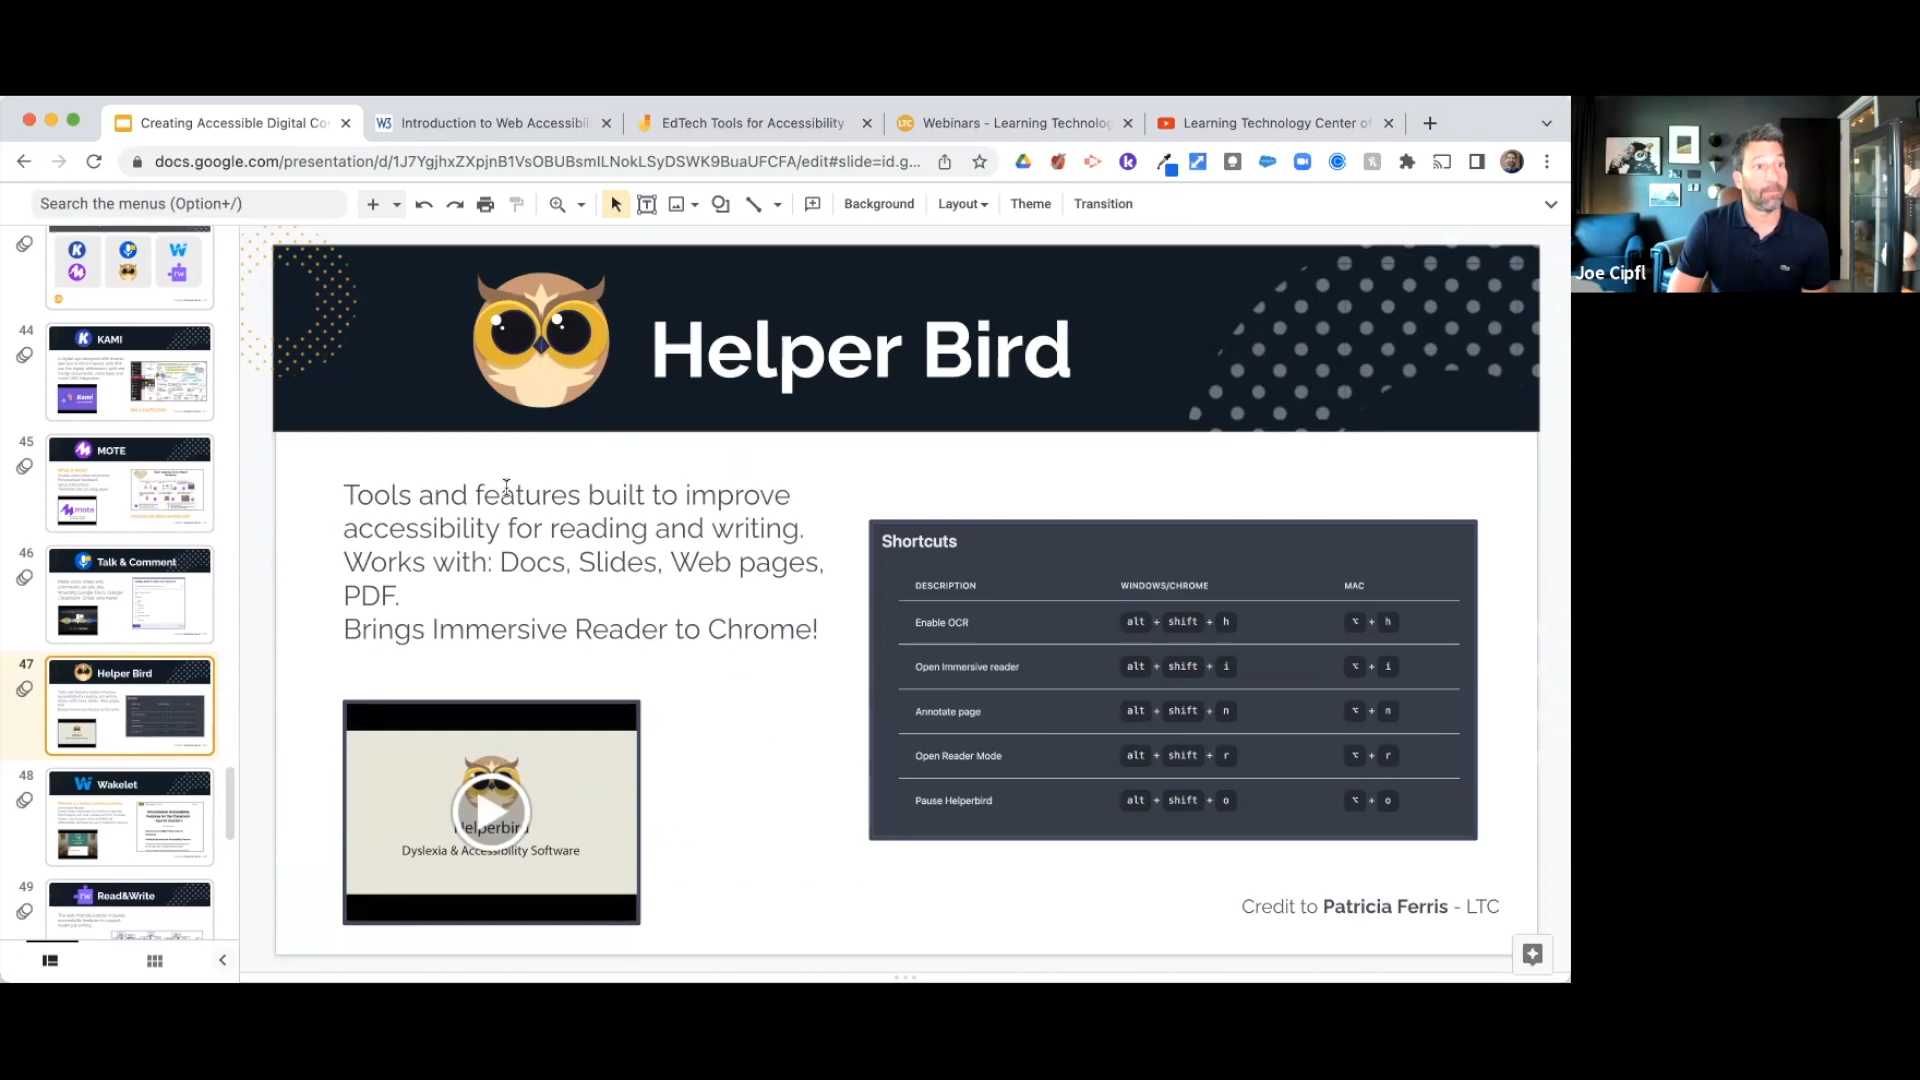 Creating Accessible Digital Co
Introduction to Web Accessibil
EdTech Tools for Accessibility
Webinars - Learning Technolog
Learning Technology Center of
docs.google.com/presentation/d/1J7YgjhxZXpjnB1VsOBUBsmILNokLSyDSWK9BuaUFCFA/edit#slide=id.g...
Search the menus (Option+/)
Background
Layout
Theme
Transition
44
KAMI
45
MOTE
46
Talk & Comment
47
Helper Bird
48
Wakelet
49
Read&Write
Helper Bird
Tools and features built to improve
accessibility for reading and writing.
Works with: Docs, Slides, Web pages,
PDF.
Brings Immersive Reader to Chrome!
Helperbird
Dyslexia & Accessibility Software
Shortcuts
DESCRIPTION WINDOWS/CHROME MAC
Enable OCR alt + shift + h ⌥ + h
Open Immersive reader alt + shift + i ⌥ + i
Annotate page alt + shift + n ⌥ + n
Open Reader Mode alt + shift + r ⌥ + r
Pause Helperbird alt + shift + o ⌥ + o
Credit to Patricia Ferris - LTC
Joe Cipfl